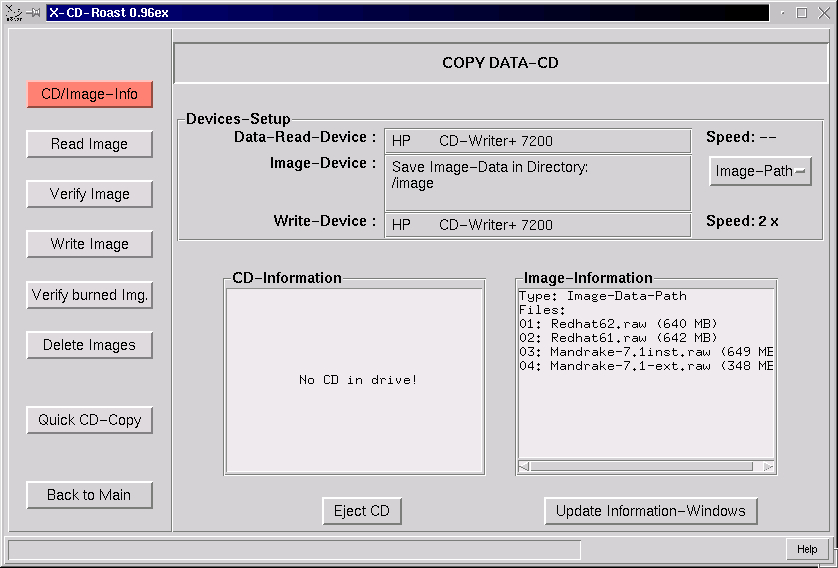 X-CD-Roast 0.96ex
COPY DATA-CD
CD/Image-Info
Read Image
Verify Image
Write Image
Verify burned Img.
Delete Images
Quick CD-Copy
Back to Main
Devices-Setup
Data-Read-Device : HP CD-Writer+ 7200 Speed: --
Image-Device : Save Image-Data in Directory:
/image
Image-Path
Write-Device : HP CD-Writer+ 7200 Speed: 2 x
CD-Information
No CD in drive!
Image-Information
Type: Image-Data-Path
Files:
01: Redhat62.raw (640 MB)
02: Redhat61.raw (642 MB)
03: Mandrake-7.1inst.raw (649 ME
04: Mandrake-7.1-ext.raw (348 ME
Eject CD
Update Information-Windows
Help